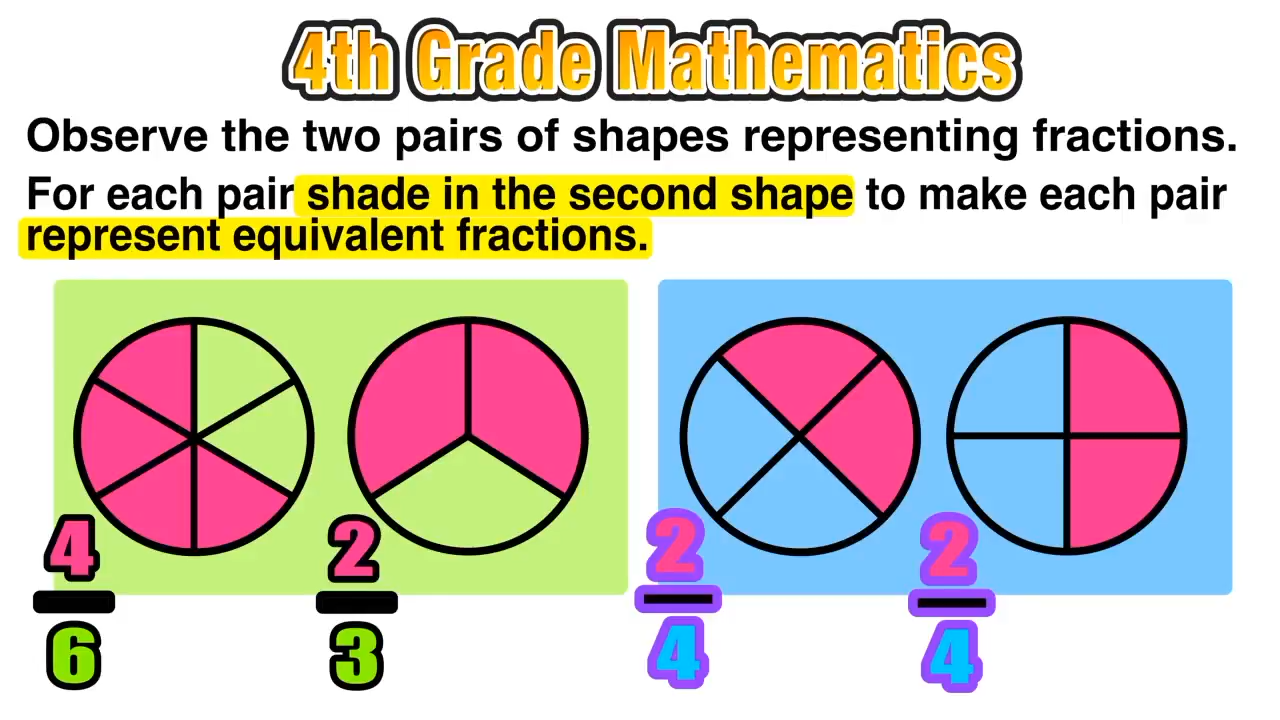 4th Grade Mathematics
Observe the two pairs of shapes representing fractions.
For each pair shade in the second shape to make each pair
represent equivalent fractions.
4
6
2
3
2
4
2
4